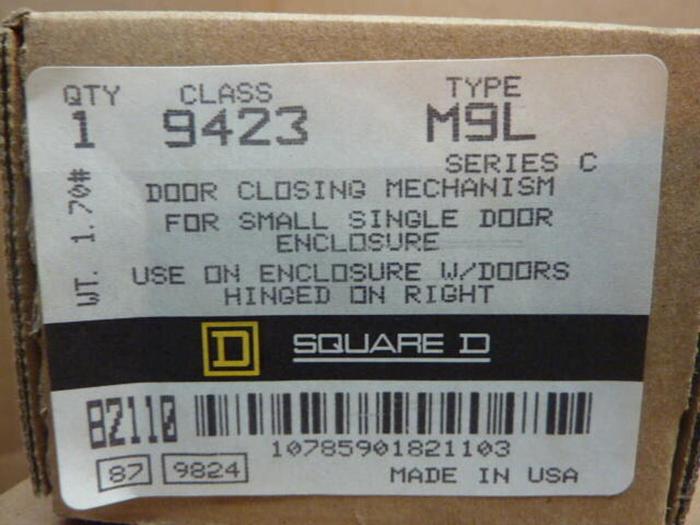 QTY CLASS TYPE
1 9423 M9L
SERIES C
WT. 1.70#
DOOR CLOSING MECHANISM
FOR SMALL SINGLE DOOR
ENCLOSURE
USE ON ENCLOSURE W/DOORS
HINGED ON RIGHT
D SQUARE D
82110
10785901821103
87 9824 MADE IN USA